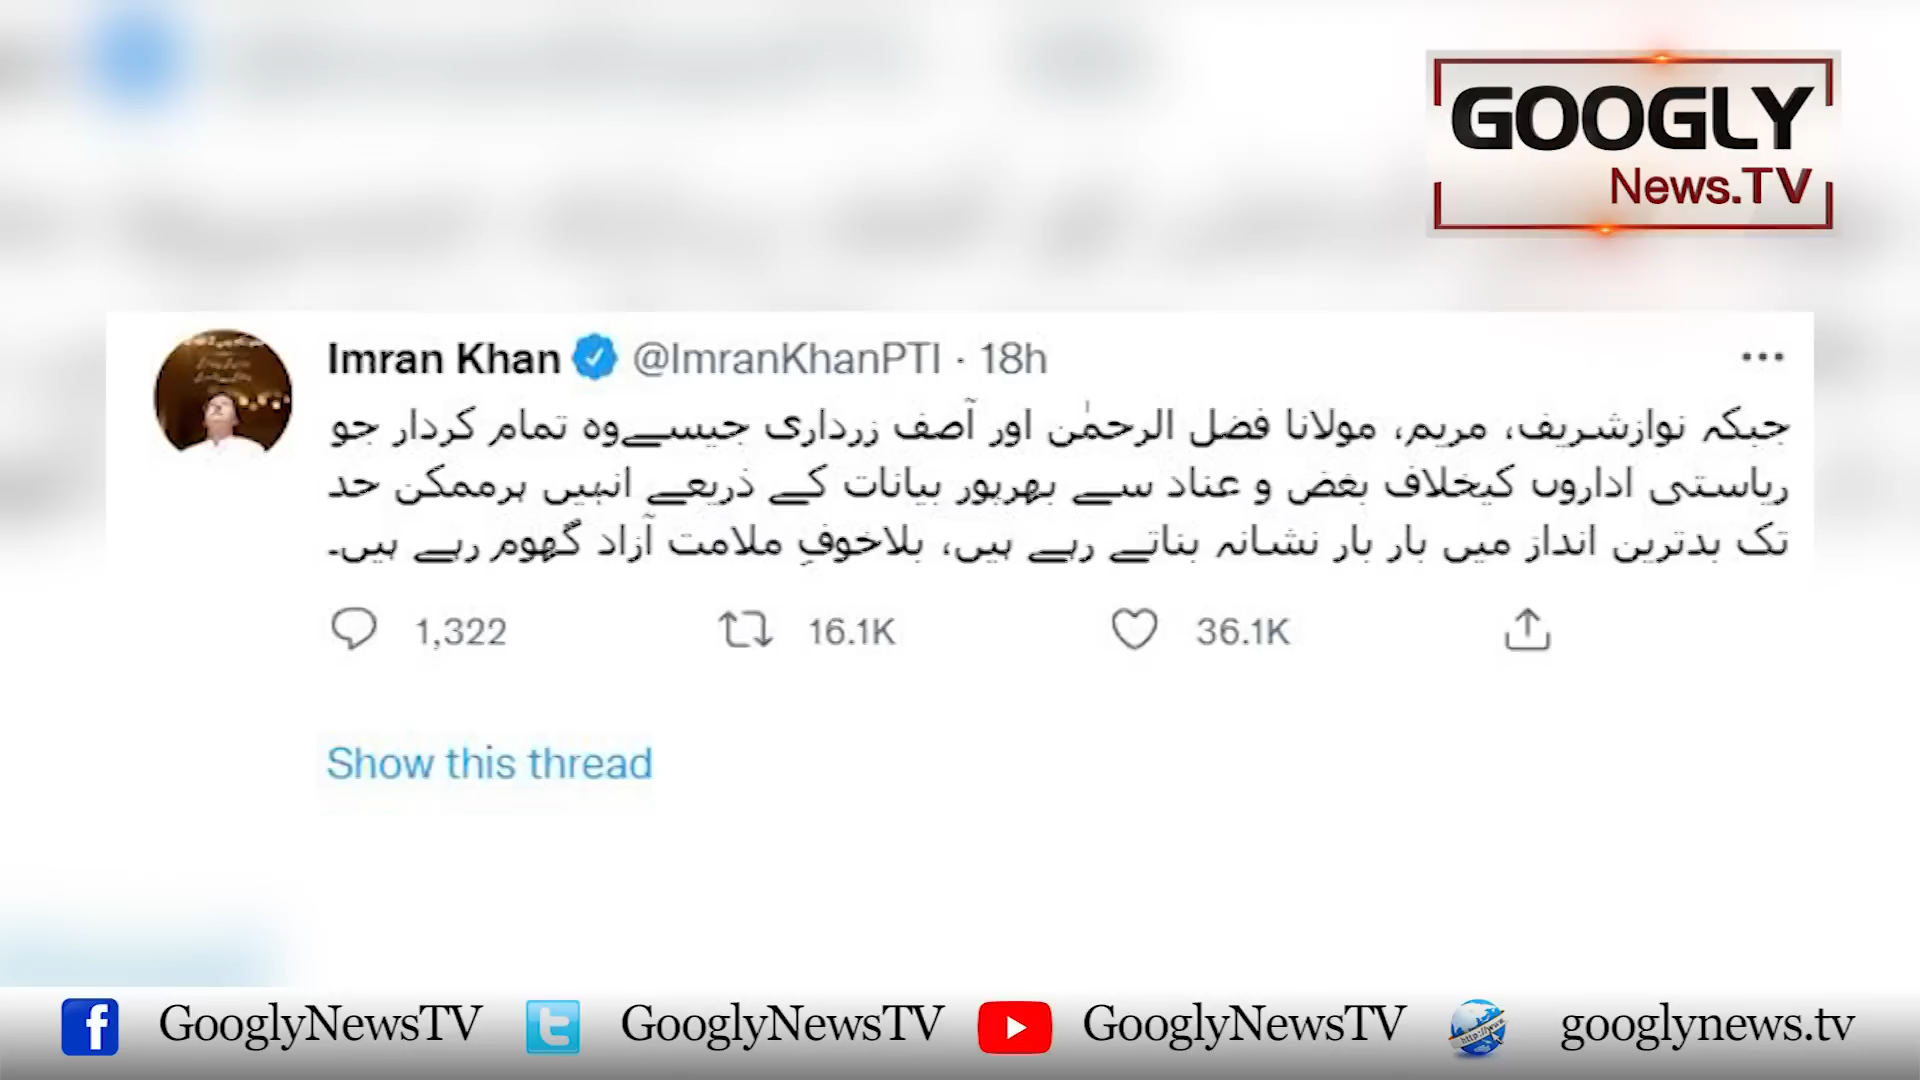 GOOGLY
News.TV
Imran Khan @ImranKhanPTI · 18h
جبکہ نوازشریف، مریم، مولانا فضل الرحمٰن اور آصف زرداری جیسےوہ تمام کردار جو
ریاستی اداروں کیخلاف بغض و عناد سے بھرپور بیانات کے ذریعے انہیں ہرممکن حد
تک بدترین انداز میں بار بار نشانہ بناتے رہے ہیں، بلاخوفِ ملامت آزاد گھوم رہے ہیں۔
1,322 16.1K 36.1K
Show this thread
GooglyNewsTV GooglyNewsTV GooglyNewsTV googlynews.tv